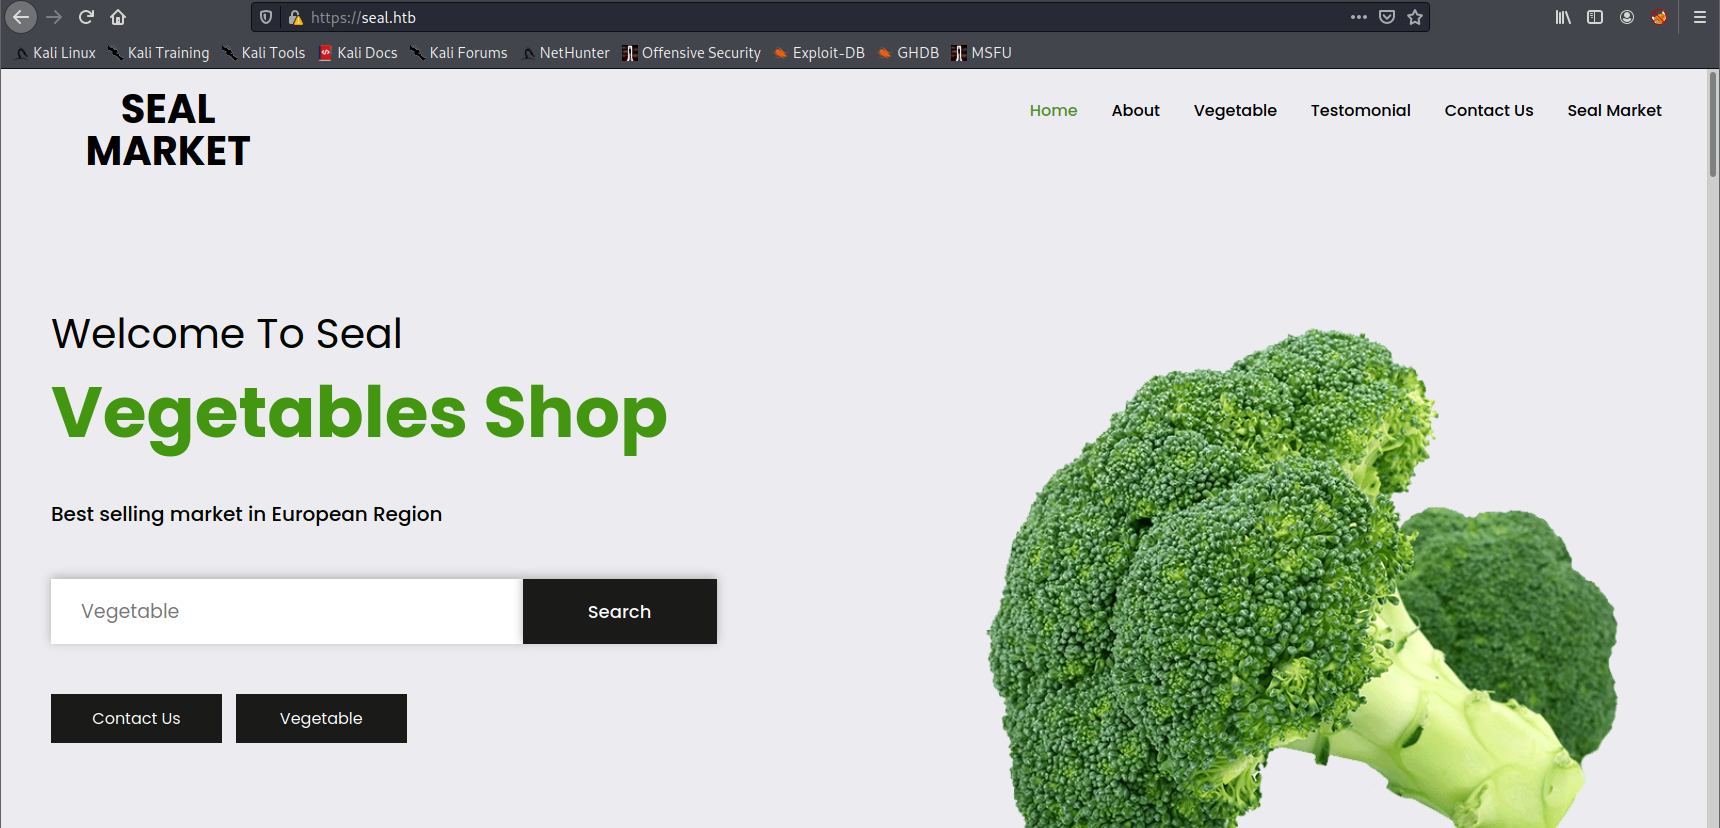 https://seal.htb
Kali Linux Kali Training Kali Tools Kali Docs Kali Forums NetHunter Offensive Security Exploit-DB GHDB MSFU
SEAL
MARKET
Home About Vegetable Testomonial Contact Us Seal Market
Welcome To Seal
Vegetables Shop
Best selling market in European Region
Vegetable Search
Contact Us Vegetable